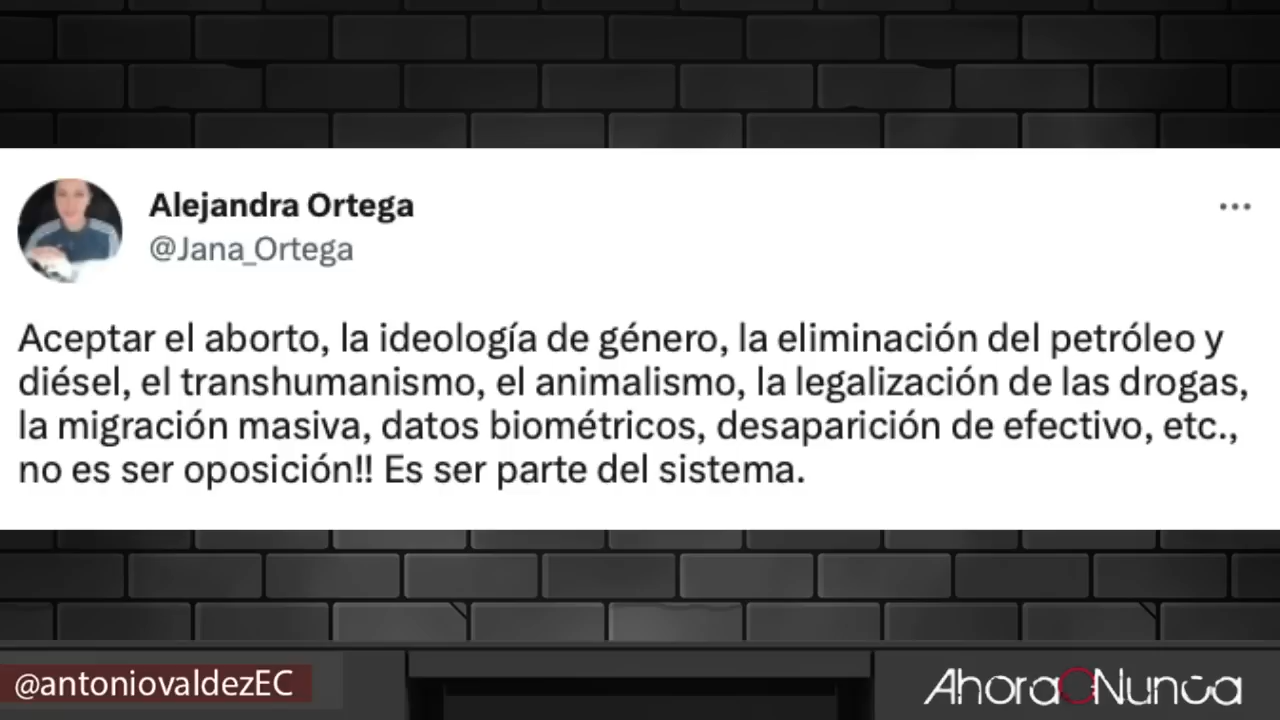 Alejandra Ortega
@Jana_Ortega
Aceptar el aborto, la ideología de género, la eliminación del petróleo y
diésel, el transhumanismo, el animalismo, la legalización de las drogas,
la migración masiva, datos biométricos, desaparición de efectivo, etc.,
no es ser oposición!! Es ser parte del sistema.
@antoniovaldezEC
AhoraONunca